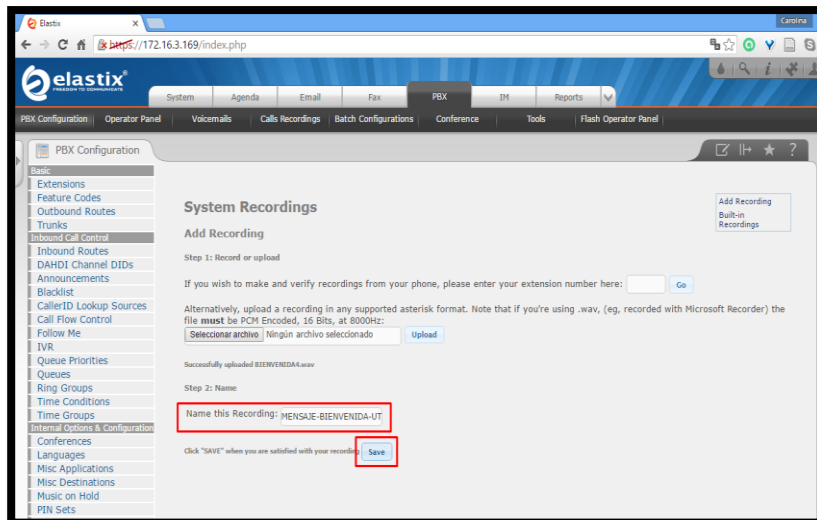 Elastix
Carolina
https://172.16.3.169/index.php
elastix®
FREEDOM TO COMMUNICATE
System Agenda Email Fax PBX IM Reports
PBX Configuration Operator Panel Voicemails Calls Recordings Batch Configurations Conference Tools Flash Operator Panel
PBX Configuration
Basic
Extensions
Feature Codes
Outbound Routes
Trunks
Inbound Call Control
Inbound Routes
DAHDI Channel DIDs
Announcements
Blacklist
CallerID Lookup Sources
Call Flow Control
Follow Me
IVR
Queue Priorities
Queues
Ring Groups
Time Conditions
Time Groups
Internal Options & Configuration
Conferences
Languages
Misc Applications
Misc Destinations
Music on Hold
PIN Sets
System Recordings
Add Recording
Step 1: Record or upload
If you wish to make and verify recordings from your phone, please enter your extension number here: Go
Alternatively, upload a recording in any supported asterisk format. Note that if you're using .wav, (eg, recorded with Microsoft Recorder) the
file must be PCM Encoded, 16 Bits, at 8000Hz:
Seleccionar archivo Ningún archivo seleccionado Upload
Successfully uploaded BIENVENIDA4.wav
Step 2: Name
Name this Recording: MENSAJE-BIENVENIDA-UT
Click "SAVE" when you are satisfied with your recording Save
Add Recording
Built-in
Recordings